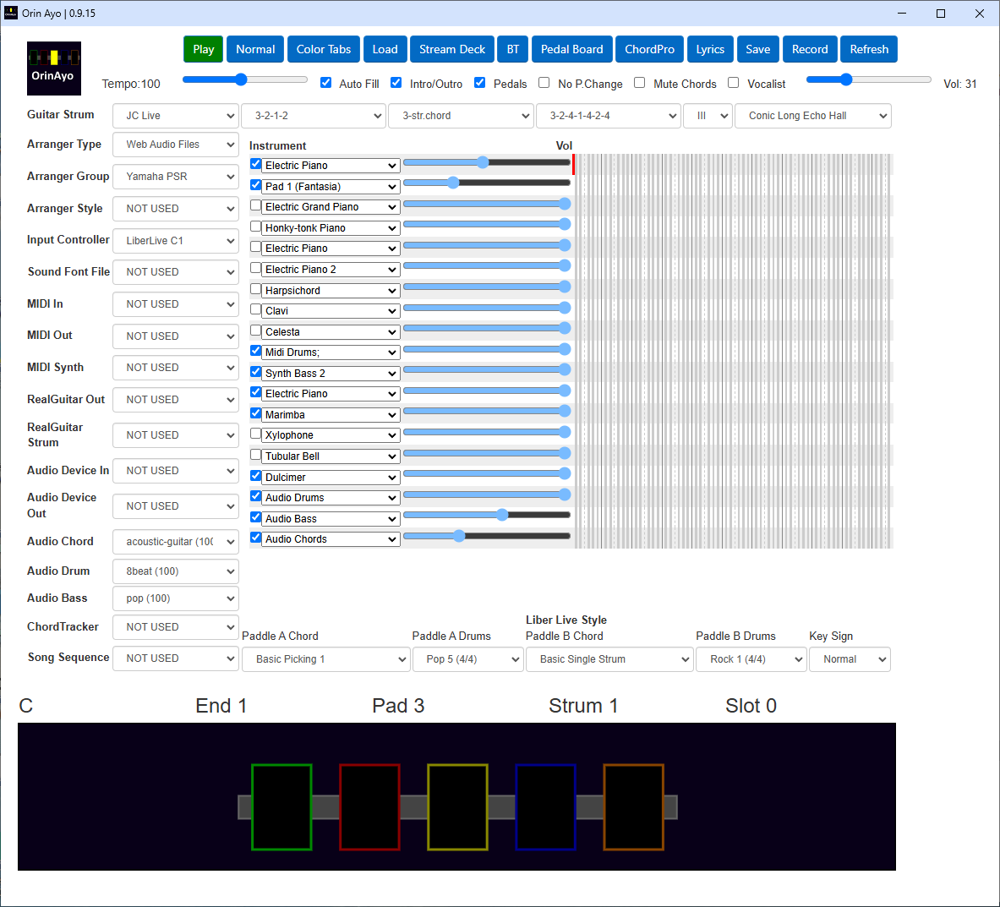 Orin Ayo | 0.9.15
OrinAyo
Play Normal Color Tabs Load Stream Deck BT Pedal Board ChordPro Lyrics Save Record Refresh
Tempo:100 Auto Fill Intro/Outro Pedals No P.Change Mute Chords Vocalist Vol: 31
Guitar Strum JC Live 3-2-1-2 3-str.chord 3-2-4-1-4-2-4 III Conic Long Echo Hall
Arranger Type Web Audio Files
Arranger Group Yamaha PSR
Arranger Style NOT USED
Input Controller LiberLive C1
Sound Font File NOT USED
MIDI In NOT USED
MIDI Out NOT USED
MIDI Synth NOT USED
RealGuitar Out NOT USED
RealGuitar
Strum NOT USED
Audio Device In NOT USED
Audio Device
Out NOT USED
Audio Chord acoustic-guitar (100
Audio Drum 8beat (100)
Audio Bass pop (100)
ChordTracker NOT USED
Song Sequence NOT USED
Instrument Vol
Electric Piano
Pad 1 (Fantasia)
Electric Grand Piano
Honky-tonk Piano
Electric Piano
Electric Piano 2
Harpsichord
Clavi
Celesta
Midi Drums;
Synth Bass 2
Electric Piano
Marimba
Xylophone
Tubular Bell
Dulcimer
Audio Drums
Audio Bass
Audio Chords
Liber Live Style
Paddle A Chord Paddle A Drums Paddle B Chord Paddle B Drums Key Sign
Basic Picking 1 Pop 5 (4/4) Basic Single Strum Rock 1 (4/4) Normal
C End 1 Pad 3 Strum 1 Slot 0